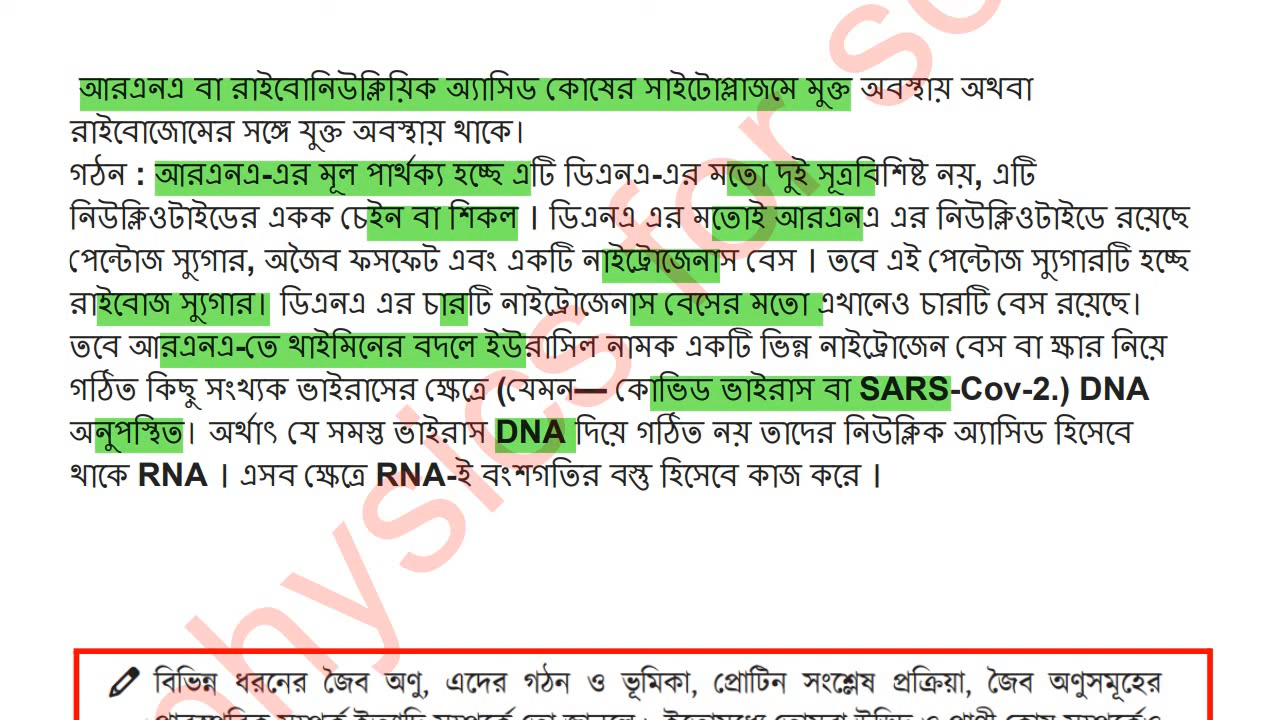 আরএনএ বা রাইবোনিউক্লিয়িক অ্যাসিড কোষের সাইটোপ্লাজমে মুক্ত অবস্থায় অথবা
রাইবোজোমের সঙ্গে যুক্ত অবস্থায় থাকে।
গঠন : আরএনএ-এর মূল পার্থক্য হচ্ছে এটি ডিএনএ-এর মতো দুই সূত্রবিশিষ্ট নয়, এটি
নিউক্লিওটাইডের একক চেইন বা শিকল । ডিএনএ এর মতোই আরএনএ এর নিউক্লিওটাইডে রয়েছে
পেন্টোজ স্যুগার, অজৈব ফসফেট এবং একটি নাইট্রোজেনাস বেস । তবে এই পেন্টোজ স্যুগারটি হচ্ছে
রাইবোজ স্যুগার। ডিএনএ এর চারটি নাইট্রোজেনাস বেসের মতো এখানেও চারটি বেস রয়েছে।
তবে আরএনএ-তে থাইমিনের বদলে ইউরাসিল নামক একটি ভিন্ন নাইট্রোজেন বেস বা ক্ষার নিয়ে
গঠিত কিছু সংখ্যক ভাইরাসের ক্ষেত্রে (যেমন— কোভিড ভাইরাস বা SARS-Cov-2.) DNA
অনুপস্থিত। অর্থাৎ যে সমস্ত ভাইরাস DNA দিয়ে গঠিত নয় তাদের নিউক্লিক অ্যাসিড হিসেবে
থাকে RNA । এসব ক্ষেত্রে RNA-ই বংশগতির বস্তু হিসেবে কাজ করে ।
physics for sc
বিভিন্ন ধরনের জৈব অণু, এদের গঠন ও ভূমিকা, প্রোটিন সংশ্লেষ প্রক্রিয়া, জৈব অণুসমূহের